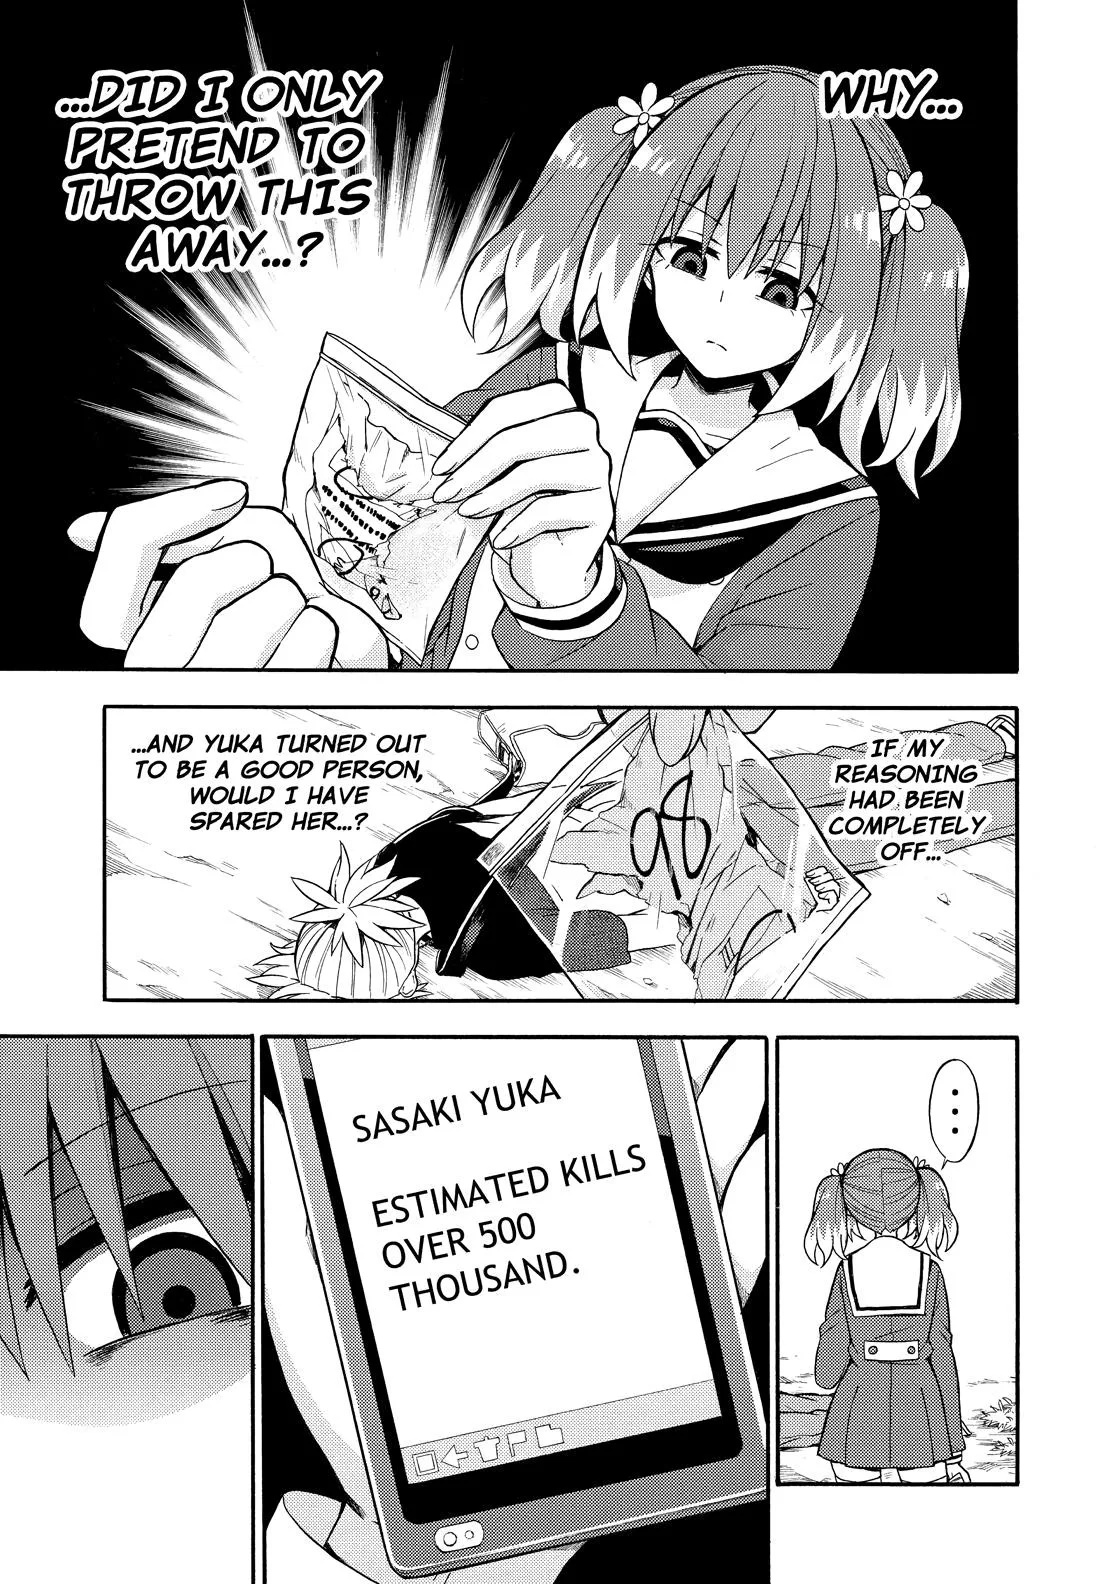 WHY...
...DID I ONLY
PRETEND TO
THROW THIS
AWAY...?
IF MY
REASONING
HAD BEEN
COMPLETELY
OFF...
...AND YUKA TURNED OUT
TO BE A GOOD PERSON,
WOULD I HAVE
SPARED HER...?
98
...
SASAKI YUKA
ESTIMATED KILLS
OVER 500
THOUSAND.